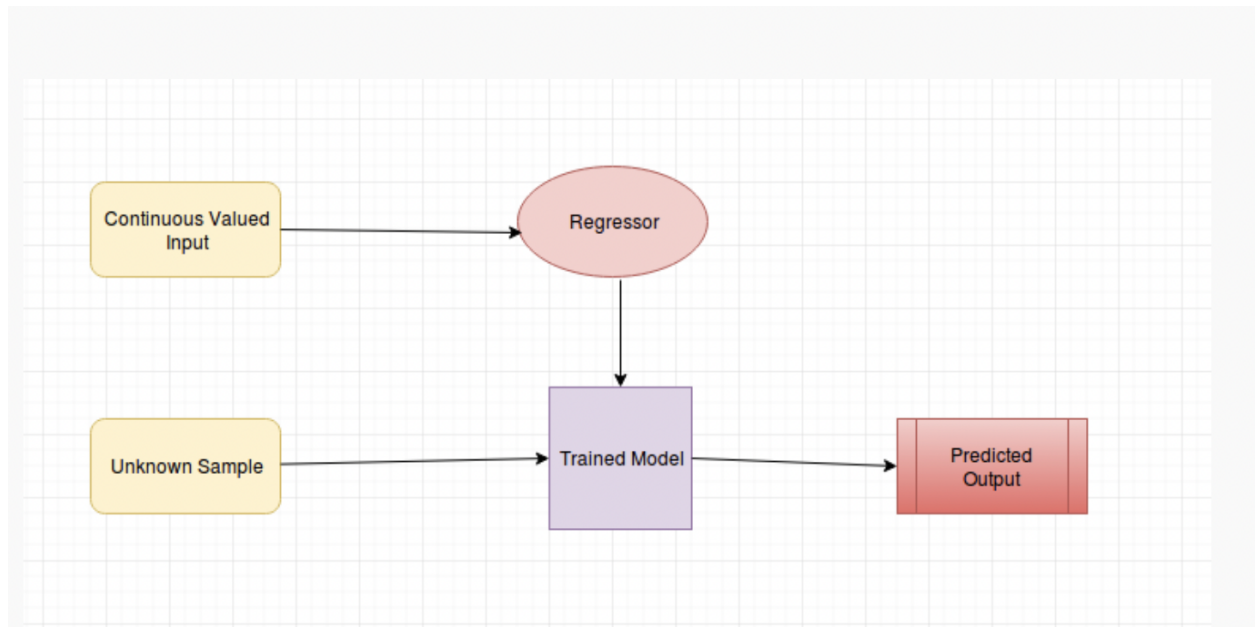 Continuous Valued
Input
Regressor
Unknown Sample
Trained Model
Predicted
Output